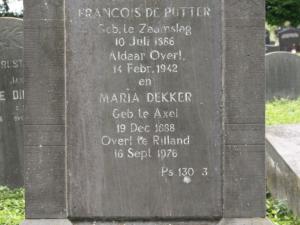 FRANCOIS DE PUTTER
Geb. te Zaamslag
10 Juli 1886
Aldaar Overl.
14 Febr. 1942
en
MARIA DEKKER
Geb te Axel
19 Dec 1888
Overl te Rilland
16 Sept 1976
Ps 130 3